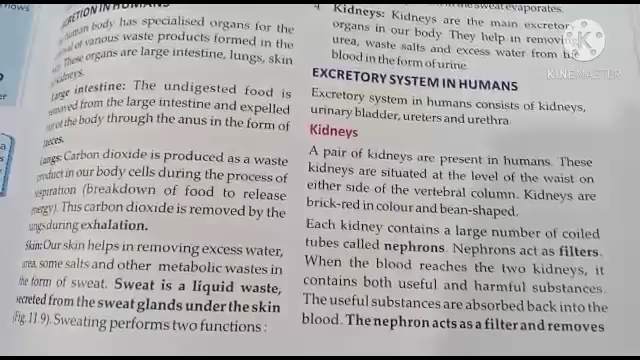 nows
CRETION IN HUMANS
human body has specialised organs for the
of various waste products formed in the
These organs are large intestine, lungs, skin
kidneys.
Large intestine: The undigested food is
removed from the large intestine and expelled
out of the body through the anus in the form of
faeces.
Lungs: Carbon dioxide is produced as a waste
product in our body cells during the process of
respiration (breakdown of food to release
energy). This carbon dioxide is removed by the
lungs during exhalation.
Skin: Our skin helps in removing excess water,
urea, some salts and other metabolic wastes in
the form of sweat. Sweat is a liquid waste,
secreted from the sweat glands under the skin
(Fig. 11.9). Sweating performs two functions :
the sweat evaporates.
Kidneys: Kidneys are the main excretory
organs in our body They help in removing
urea, waste salts and excess water from
blood in the form of urine.
EXCRETORY SYSTEM IN HUMANS
Excretory system in humans consists of kidneys,
urinary bladder, ureters and urethra.
Kidneys
A pair of kidneys are present in humans. These
kidneys are situated at the level of the waist on
either side of the vertebral column. Kidneys are
brick-red in colour and bean-shaped.
Each kidney contains a large number of coiled
tubes called nephrons. Nephrons act as filters.
When the blood reaches the two kidneys, it
contains both useful and harmful substances.
The useful substances are absorbed back into the
blood. The nephron acts as a filter and removes
KINEMASTER